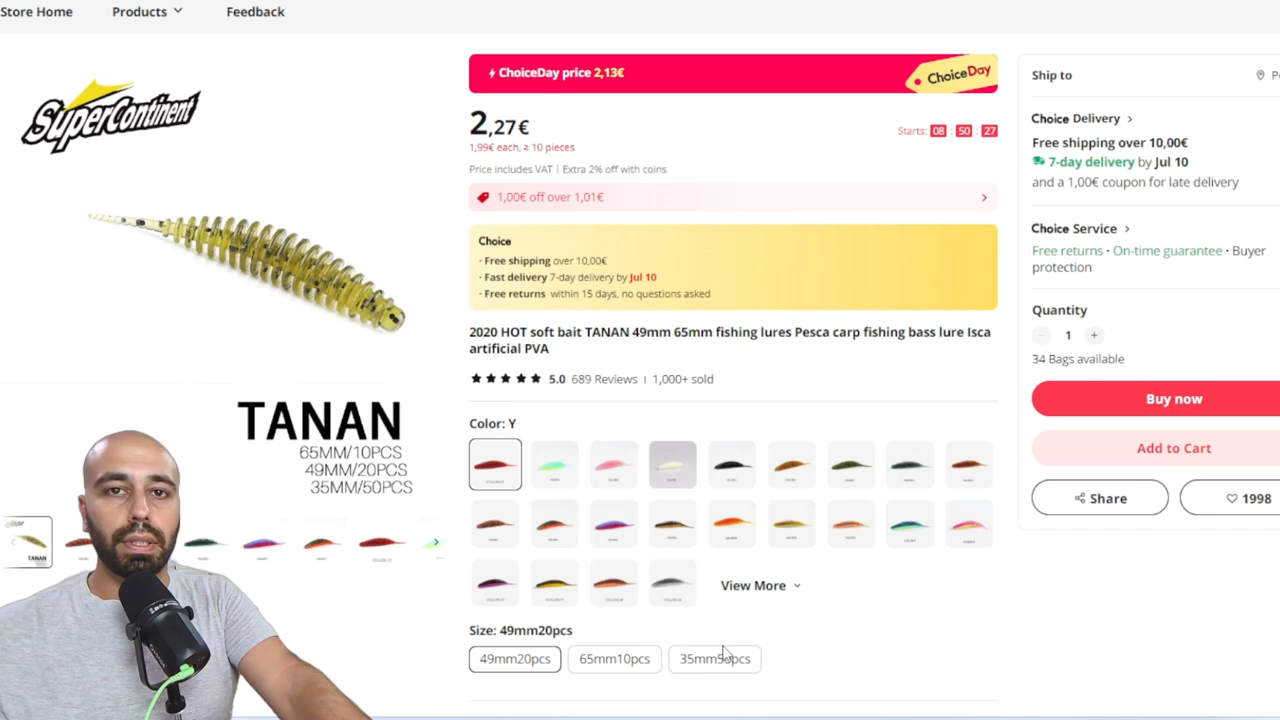 Store Home
Products
Feedback
SuperContinent
TANAN
65MM/10PCS
49MM/20PCS
35MM/50PCS
TANAN
ChoiceDay price 2,13€
ChoiceDay
2,27€
Starts: 08 : 50 : 27
1,99€ each, ≥ 10 pieces
Price includes VAT | Extra 2% off with coins
1,00€ off over 1,01€
Choice
· Free shipping over 10,00€
· Fast delivery 7-day delivery by Jul 10
· Free returns within 15 days, no questions asked
2020 HOT soft bait TANAN 49mm 65mm fishing lures Pesca carp fishing bass lure Isca
artificial PVA
5.0 689 Reviews | 1,000+ sold
Color: Y
View More
Size: 49mm20pcs
49mm20pcs
65mm10pcs
35mm50pcs
Ship to
Choice Delivery
Free shipping over 10,00€
7-day delivery by Jul 10
and a 1,00€ coupon for late delivery
Choice Service
Free returns · On-time guarantee · Buyer
protection
Quantity
1
34 Bags available
Buy now
Add to Cart
Share
1998